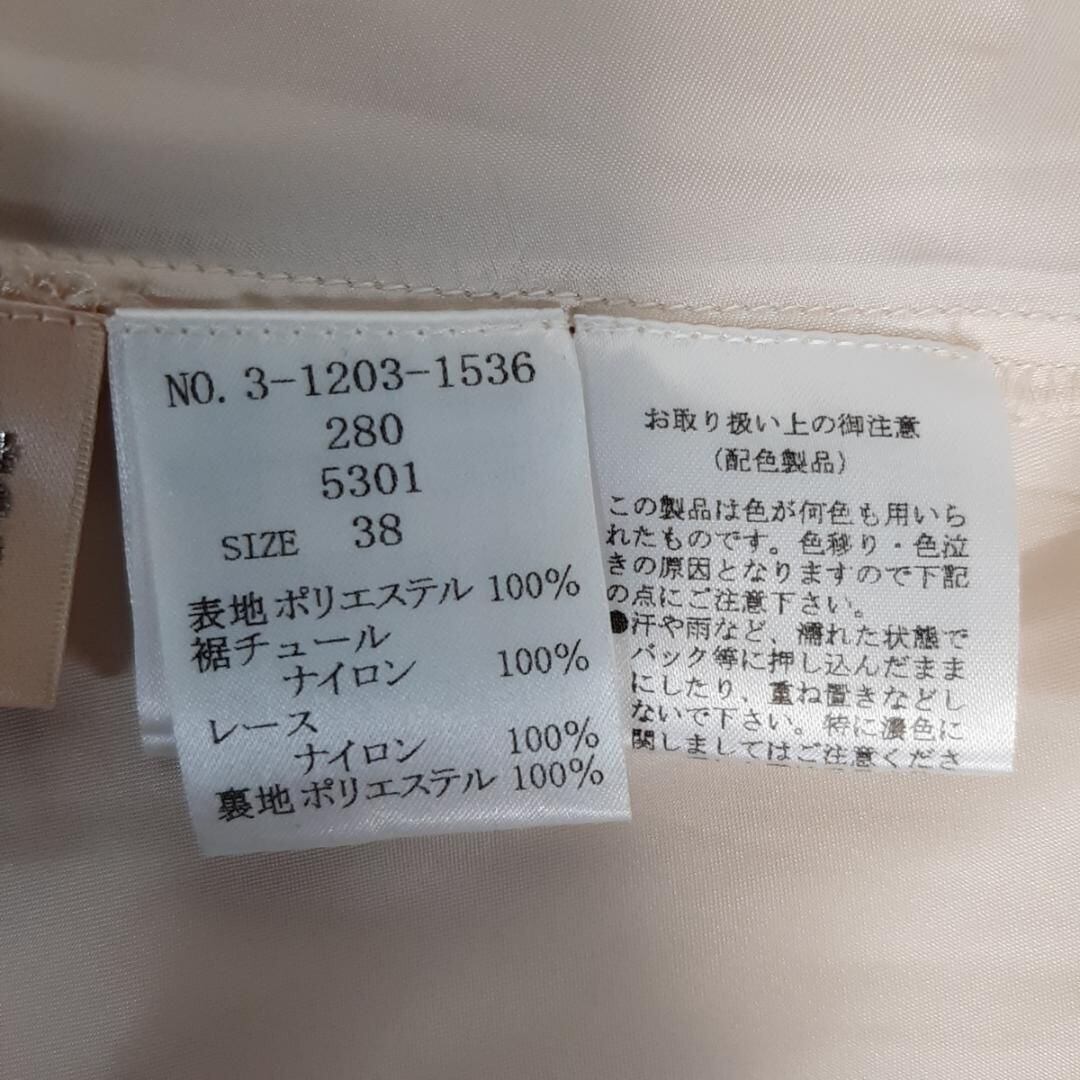 NO. 3-1203-1536
280
5301
SIZE 38
表地 ポリエステル 100%
裾チュール
ナイロン 100%
レース
ナイロン 100%
裏地 ポリエステル 100%
お取り扱い上の御注意
(配色製品)
この製品は色が何色も用いら
れたものです。色移り・色泣
きの原因となりますので下記
の点にご注意下さい。
●汗や雨など、濡れた状態で
バック等に押し込んだまま
にしたり、重ね置きなどし
ないで下さい。特に濃色に
関しましてはご注意くださ